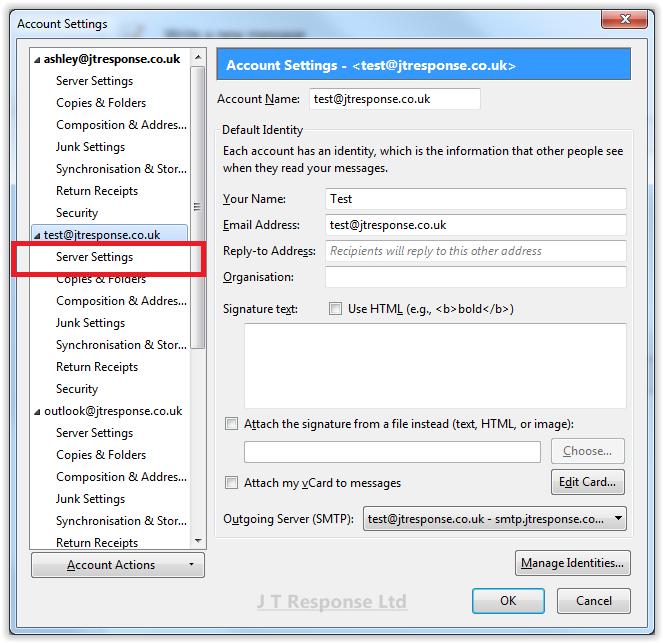 Account Settings
ashley@jtresponse.co.uk
Server Settings
Copies & Folders
Composition & Addres...
Junk Settings
Synchronisation & Stor...
Return Receipts
Security
test@jtresponse.co.uk
Server Settings
Copies & Folders
Composition & Addres...
Junk Settings
Synchronisation & Stor...
Return Receipts
Security
outlook@jtresponse.co.uk
Server Settings
Copies & Folders
Composition & Addres...
Junk Settings
Synchronisation & Stor...
Return Receipts
Account Actions
Account Settings - <test@jtresponse.co.uk>
Account Name: test@jtresponse.co.uk
Default Identity
Each account has an identity, which is the information that other people see
when they read your messages.
Your Name: Test
Email Address: test@jtresponse.co.uk
Reply-to Address: Recipients will reply to this other address
Organisation:
Signature text: Use HTML (e.g., <b>bold</b>)
Attach the signature from a file instead (text, HTML, or image):
Choose...
Attach my vCard to messages
Edit Card...
Outgoing Server (SMTP): test@jtresponse.co.uk - smtp.jtresponse.co...
Manage Identities...
J T Response Ltd
OK Cancel